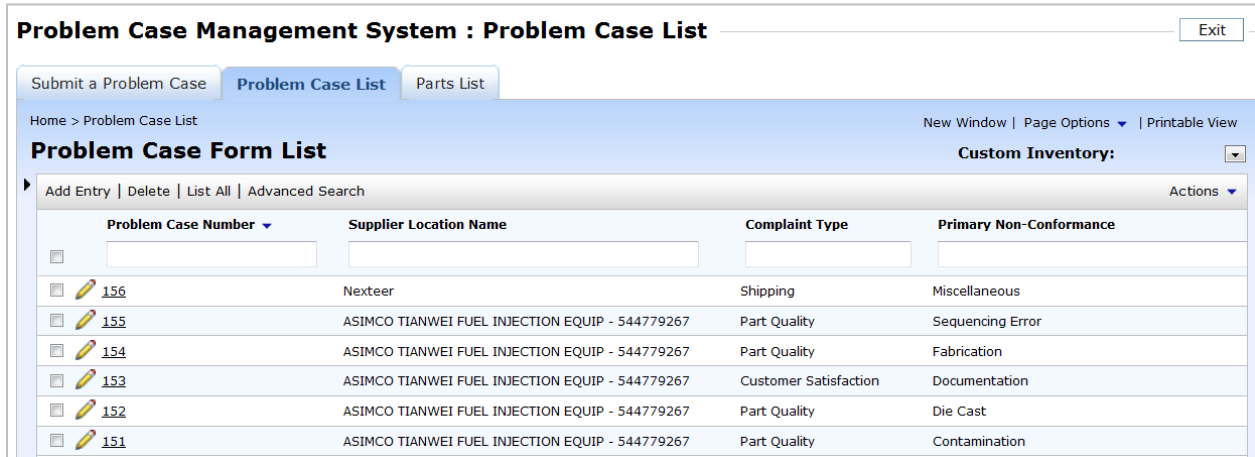 Problem Case Management System : Problem Case List Exit
Submit a Problem Case Problem Case List Parts List
Home > Problem Case List New Window | Page Options | Printable View
Problem Case Form List Custom Inventory:
Add Entry | Delete | List All | Advanced Search Actions
Problem Case Number Supplier Location Name Complaint Type Primary Non-Conformance
156 Nexteer Shipping Miscellaneous
155 ASIMCO TIANWEI FUEL INJECTION EQUIP - 544779267 Part Quality Sequencing Error
154 ASIMCO TIANWEI FUEL INJECTION EQUIP - 544779267 Part Quality Fabrication
153 ASIMCO TIANWEI FUEL INJECTION EQUIP - 544779267 Customer Satisfaction Documentation
152 ASIMCO TIANWEI FUEL INJECTION EQUIP - 544779267 Part Quality Die Cast
151 ASIMCO TIANWEI FUEL INJECTION EQUIP - 544779267 Part Quality Contamination